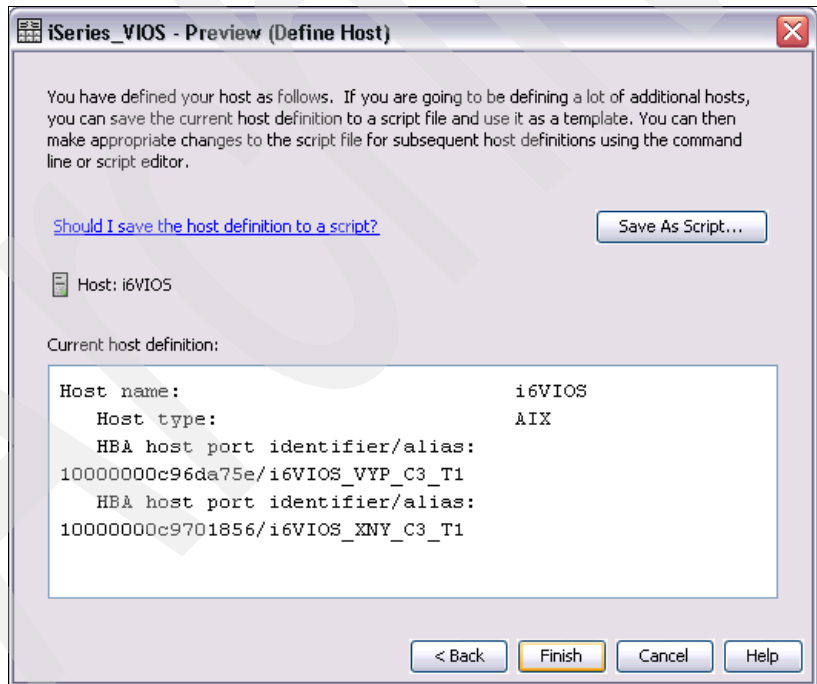 iSeries_VIOS - Preview (Define Host)
You have defined your host as follows. If you are going to be defining a lot of additional hosts,
you can save the current host definition to a script file and use it as a template. You can then
make appropriate changes to the script file for subsequent host definitions using the command
line or script editor.
Should I save the host definition to a script?
Save As Script...
Host: i6VIOS
Current host definition:
Host name: i6VIOS
Host type: AIX
HBA host port identifier/alias:
10000000c96da75e/i6VIOS_VYP_C3_T1
HBA host port identifier/alias:
10000000c9701856/i6VIOS_XNY_C3_T1
< Back Finish Cancel Help